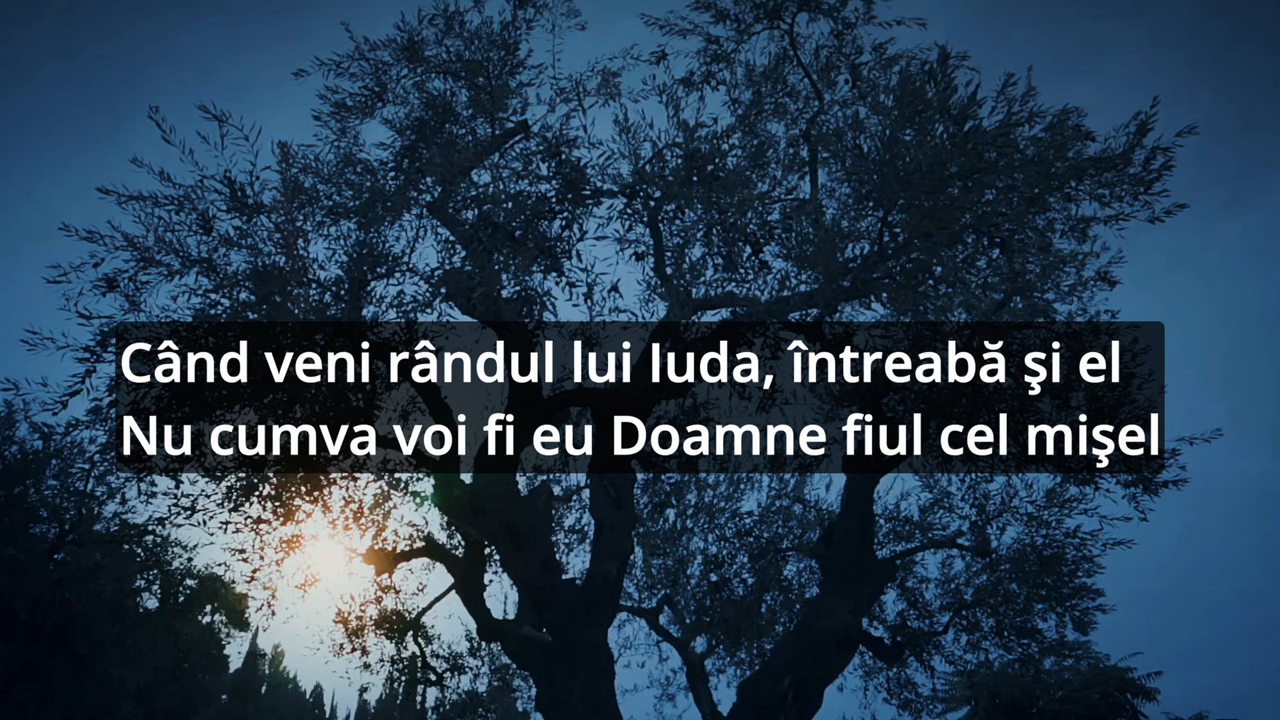 Când veni rândul lui Iuda, întreabă şi el
Nu cumva voi fi eu Doamne fiul cel mişel